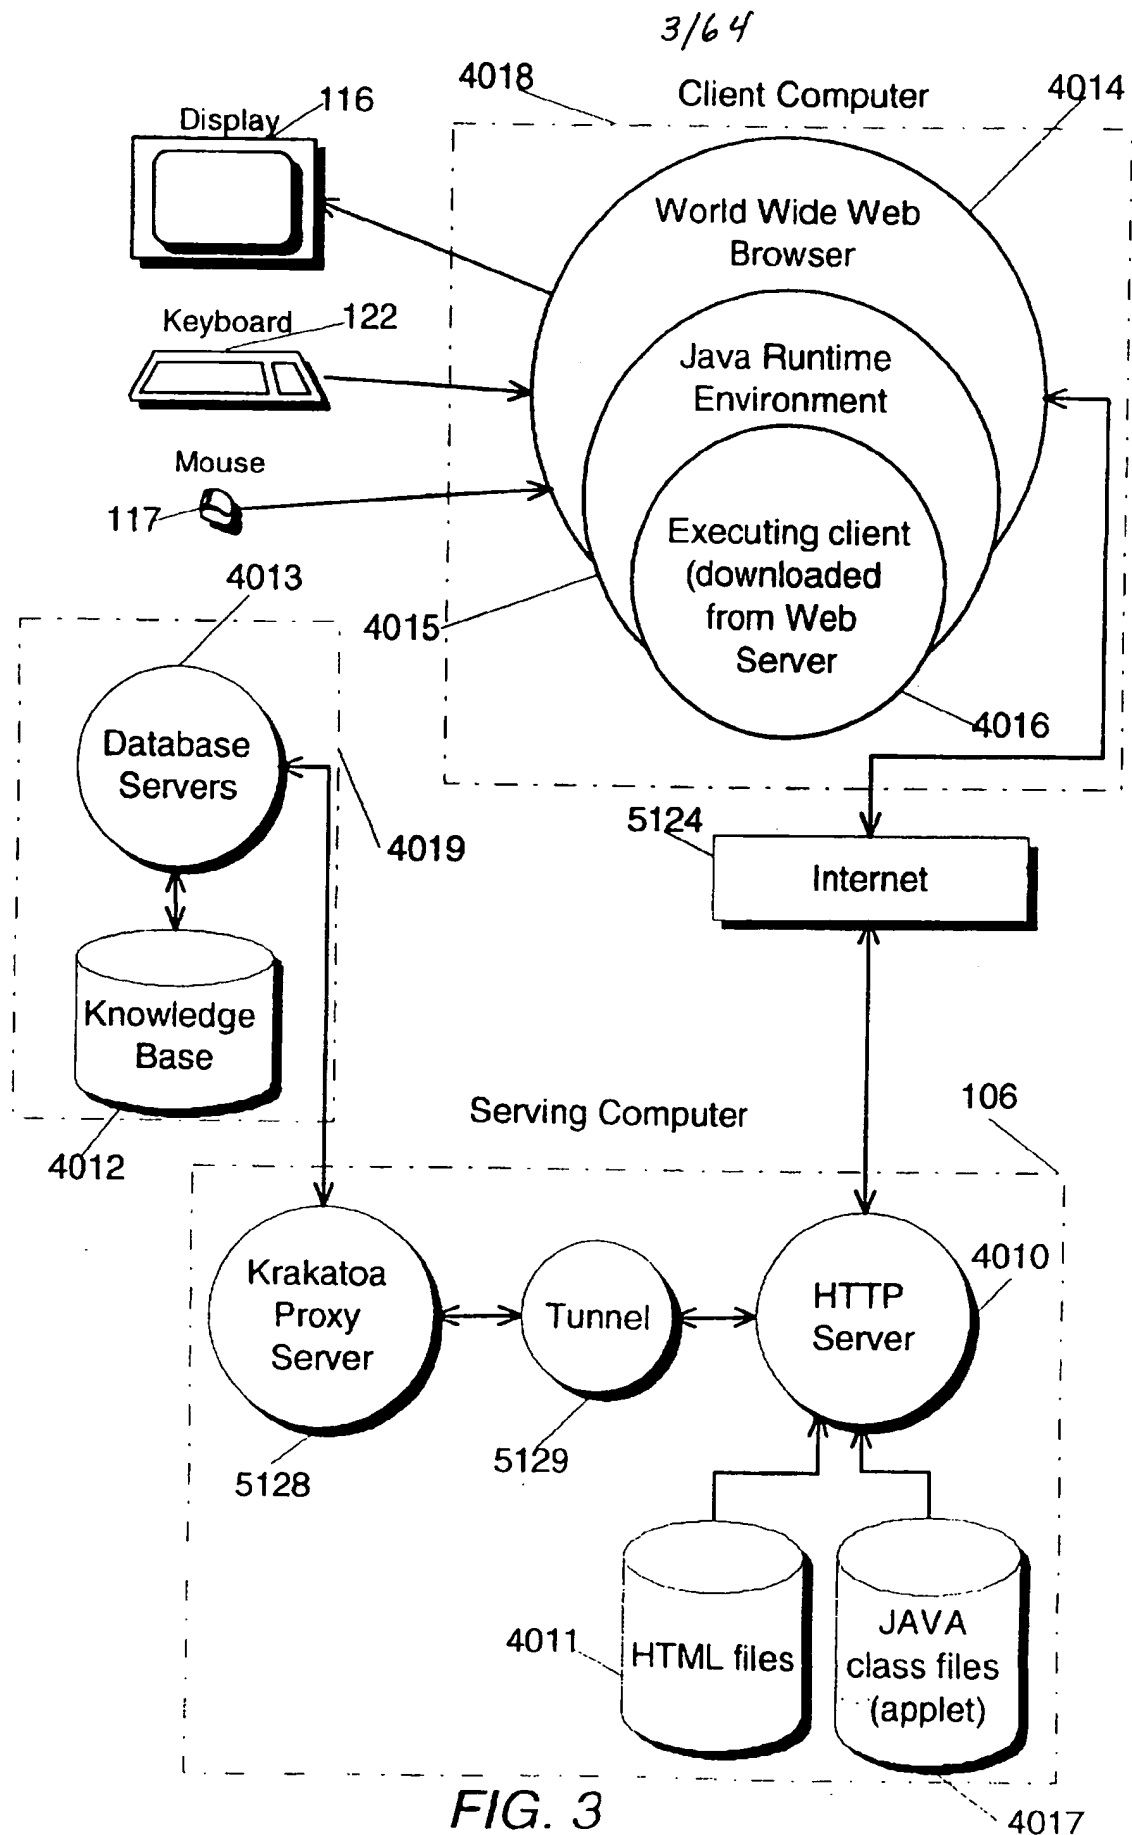 3/64
4018
Client Computer
4014
116
Display
World Wide Web
Browser
Keyboard
122
Java Runtime
Environment
Mouse
117
Executing client
(downloaded
from Web
Server
4013
4015
4016
Database
Servers
4019
5124
Internet
Knowledge
Base
4012
Serving Computer
106
Krakatoa
Proxy
Server
Tunnel
HTTP
Server
4010
5128
5129
4011
HTML files
JAVA
class files
(applet)
FIG. 3
4017